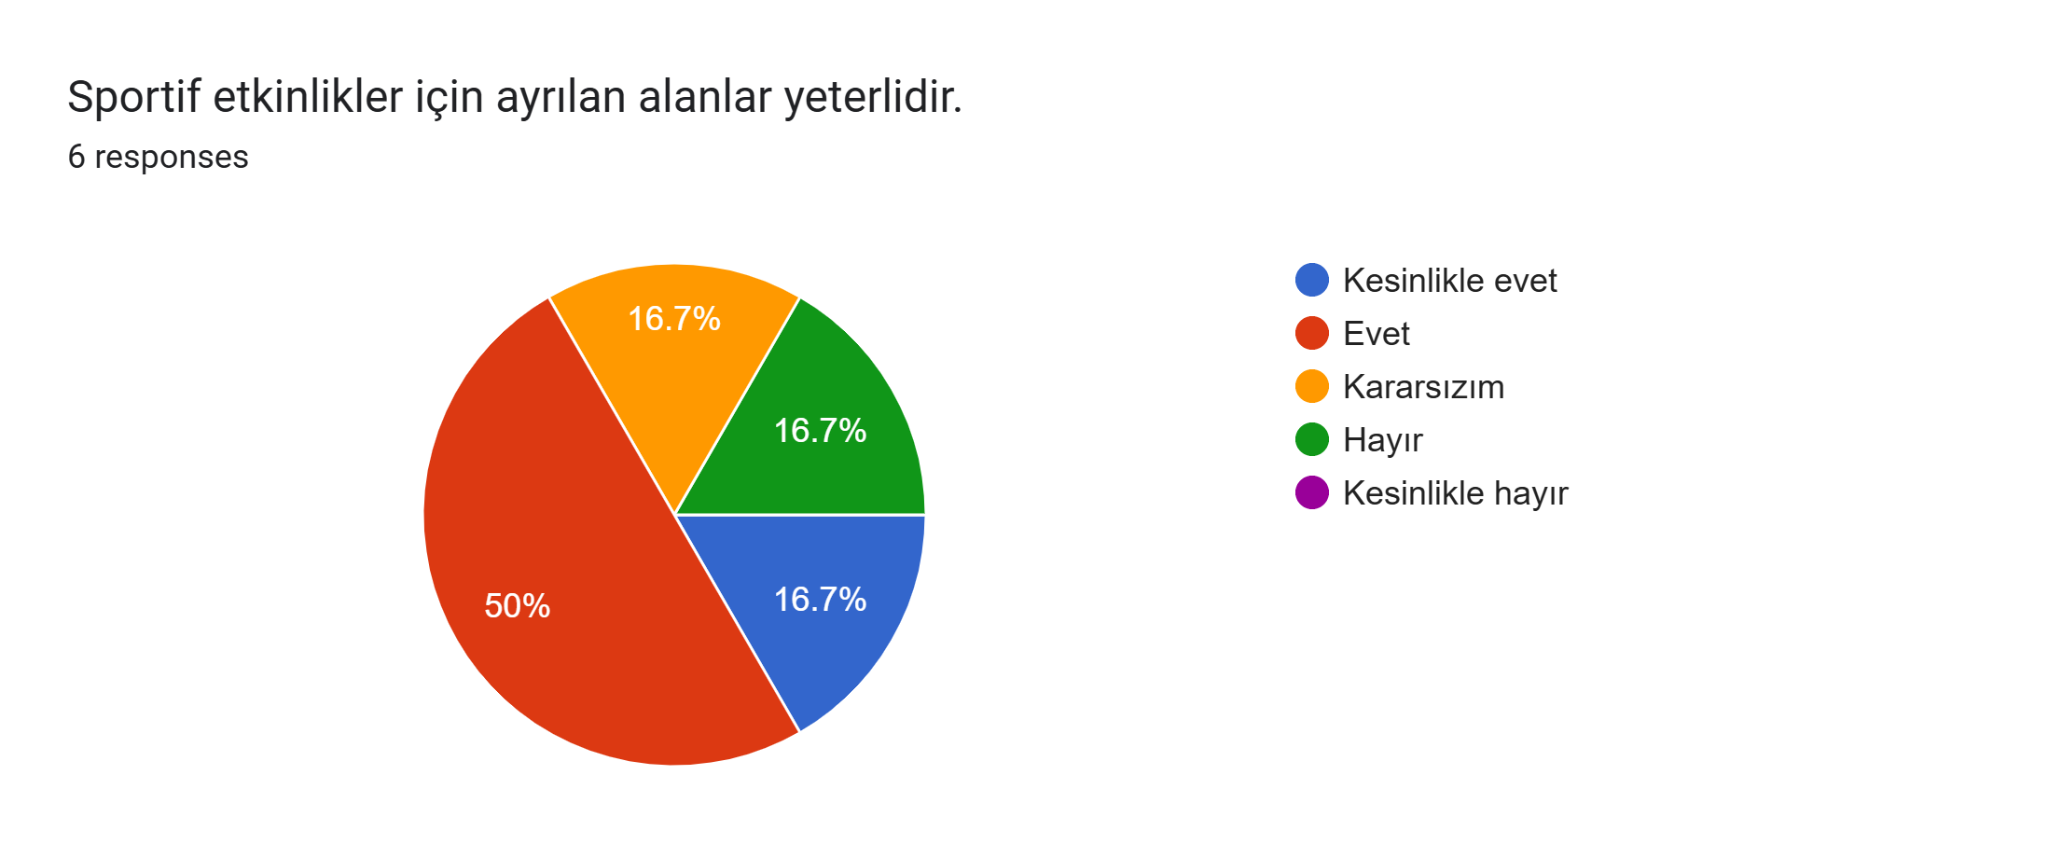 Sportif etkinlikler için ayrılan alanlar yeterlidir.
6 responses
16.7%
16.7%
50%
16.7%
Kesinlikle evet
Evet
Kararsızım
Hayır
Kesinlikle hayır